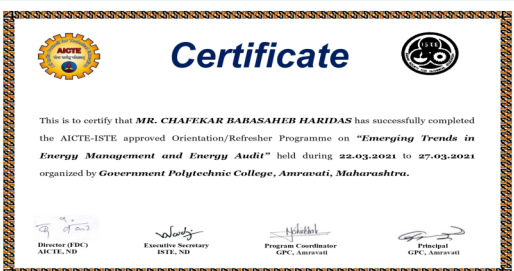 AICTE
iste
Certificate
This is to certify that MR. CHAFEKAR BABASAHEB HARIDAS has successfully completed
the AICTE-ISTE approved Orientation/Refresher Programme on "Emerging Trends in
Energy Management and Energy Audit" held during 22.03.2021 to 27.03.2021
organized by Government Polytechnic College, Amravati, Maharashtra.
Director (FDC)
AICTE, ND
Executive Secretary
ISTE, ND
Program Coordinator
GPC, Amravati
Principal
GPC, Amravati